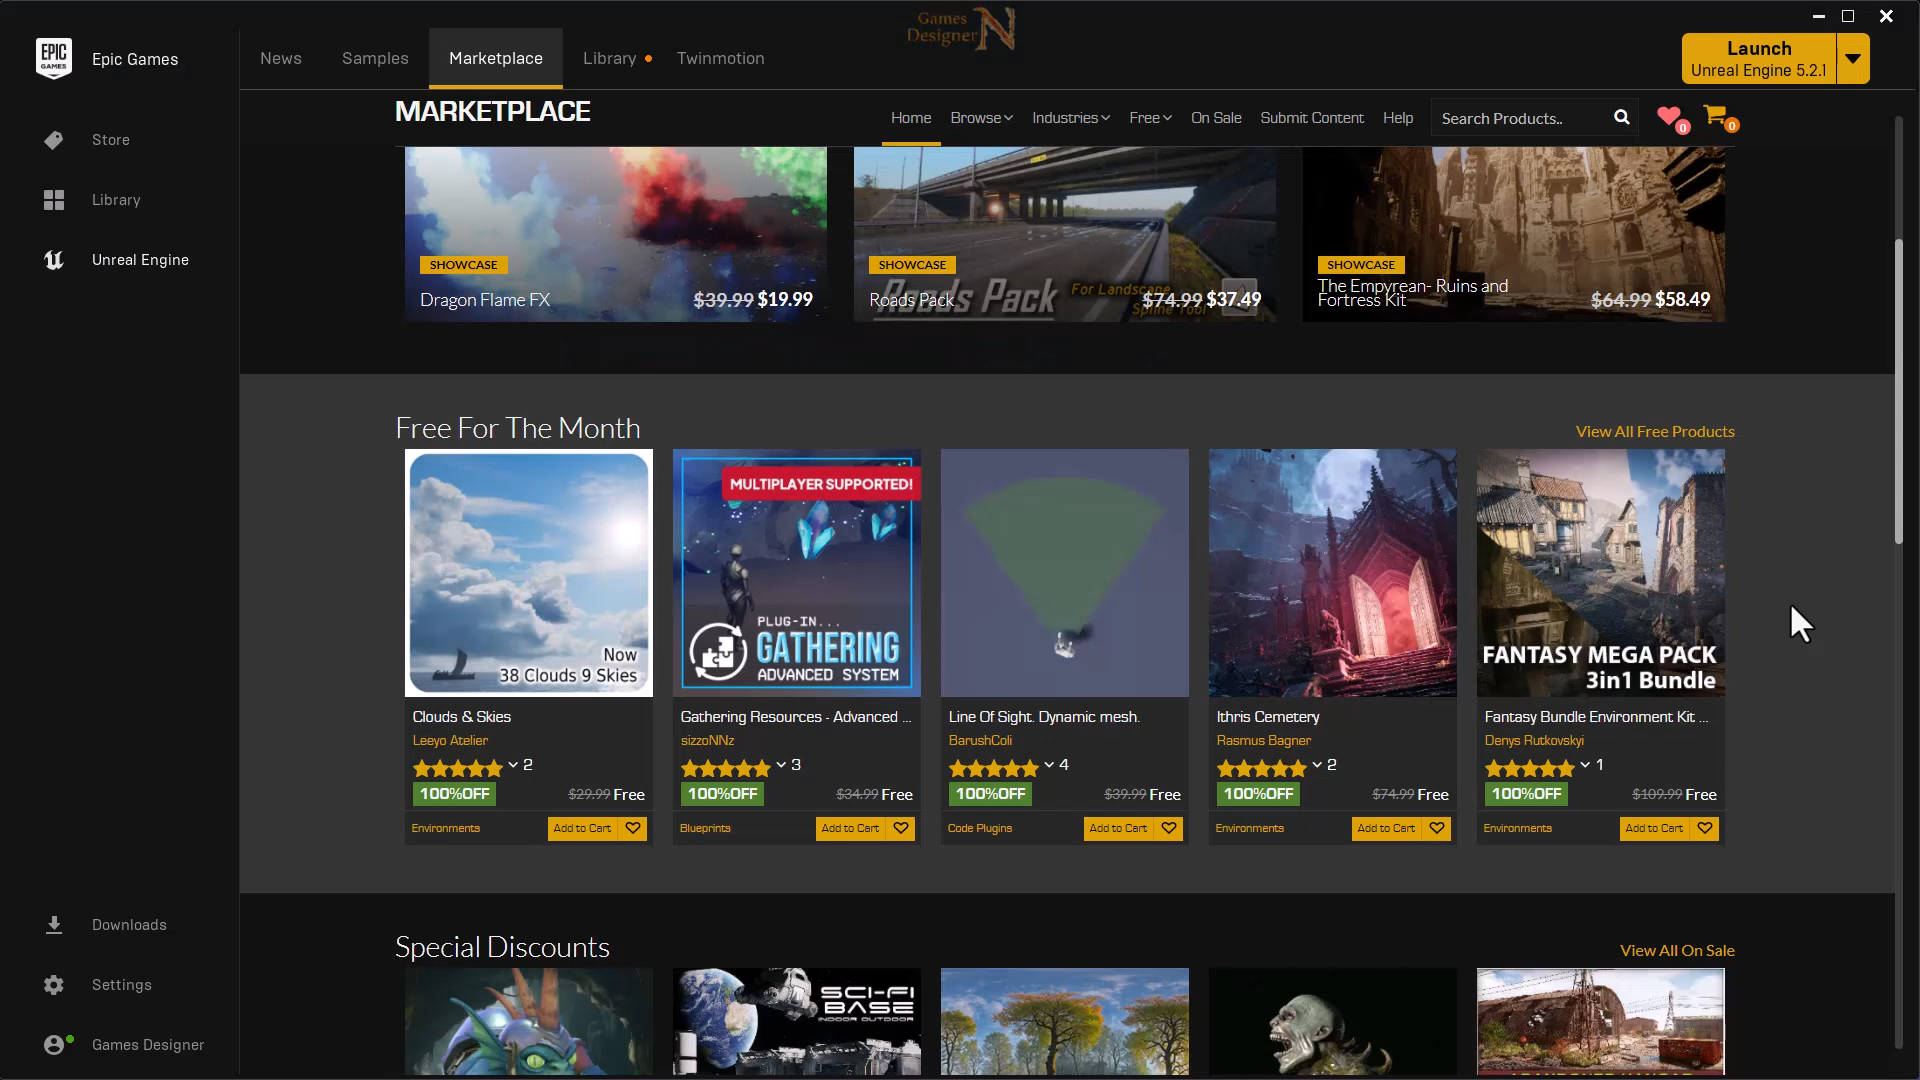 Games
Designer N
EPIC
GAMES
Epic Games
News
Samples
Marketplace
Library
Twinmotion
Launch
Unreal Engine 5.2.1
Store
Library
Unreal Engine
MARKETPLACE
Home
Browse
Industries
Free
On Sale
Submit Content
Help
Search Products..
0
0
SHOWCASE
Dragon Flame FX
$39.99 $19.99
SHOWCASE
Roads Pack
Roads Pack
For Landscape
Spline Tool
$74.99 $37.49
SHOWCASE
The Empyrean- Ruins and
Fortress Kit
$64.99 $58.49
Free For The Month
View All Free Products
Now
38 Clouds 9 Skies
Clouds & Skies
Leeyo Atelier
2
100%OFF
$29.99 Free
Environments
Add to Cart
MULTIPLAYER SUPPORTED!
PLUG-IN...
GATHERING
ADVANCED SYSTEM
Gathering Resources - Advanced ...
sizzoNNz
3
100%OFF
$34.99 Free
Blueprints
Add to Cart
Line Of Sight. Dynamic mesh.
BarushColi
4
100%OFF
$39.99 Free
Code Plugins
Add to Cart
Ithris Cemetery
Rasmus Bagner
2
100%OFF
$74.99 Free
Environments
Add to Cart
FANTASY MEGA PACK
3in1 Bundle
Fantasy Bundle Environment Kit ...
Denys Rutkovskyi
1
100%OFF
$109.99 Free
Environments
Add to Cart
Special Discounts
View All On Sale
SCI-FI
BASE
INDOOR OUTDOOR
Downloads
Settings
Games Designer